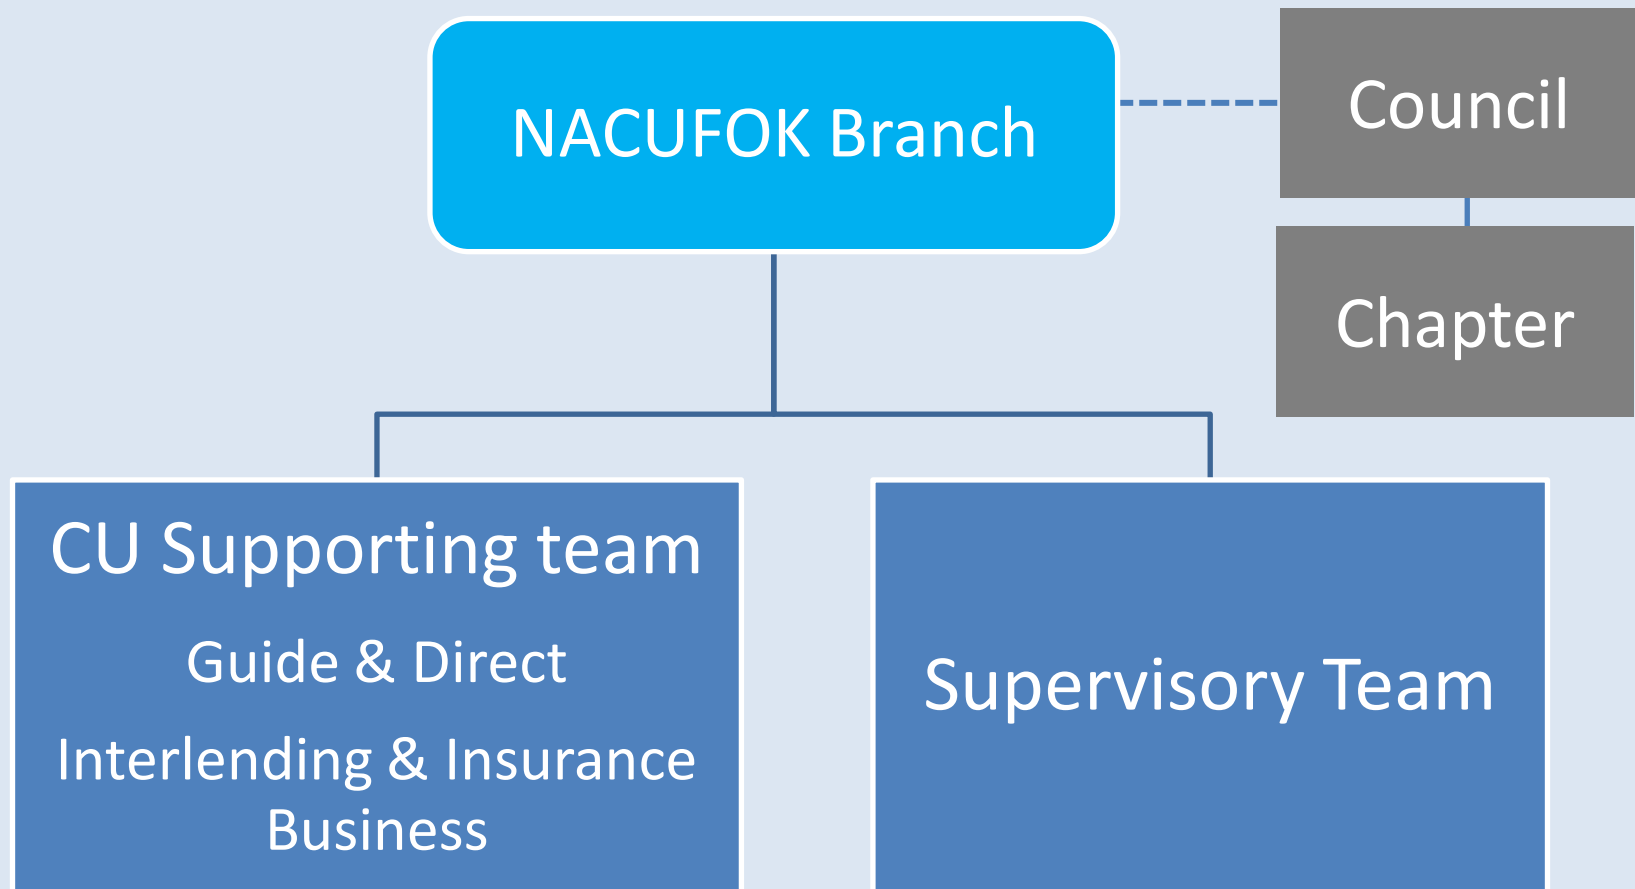 NACUFOK Branch
Council
Chapter
CU Supporting team
Guide & Direct
Interlending & Insurance
Business
Supervisory Team